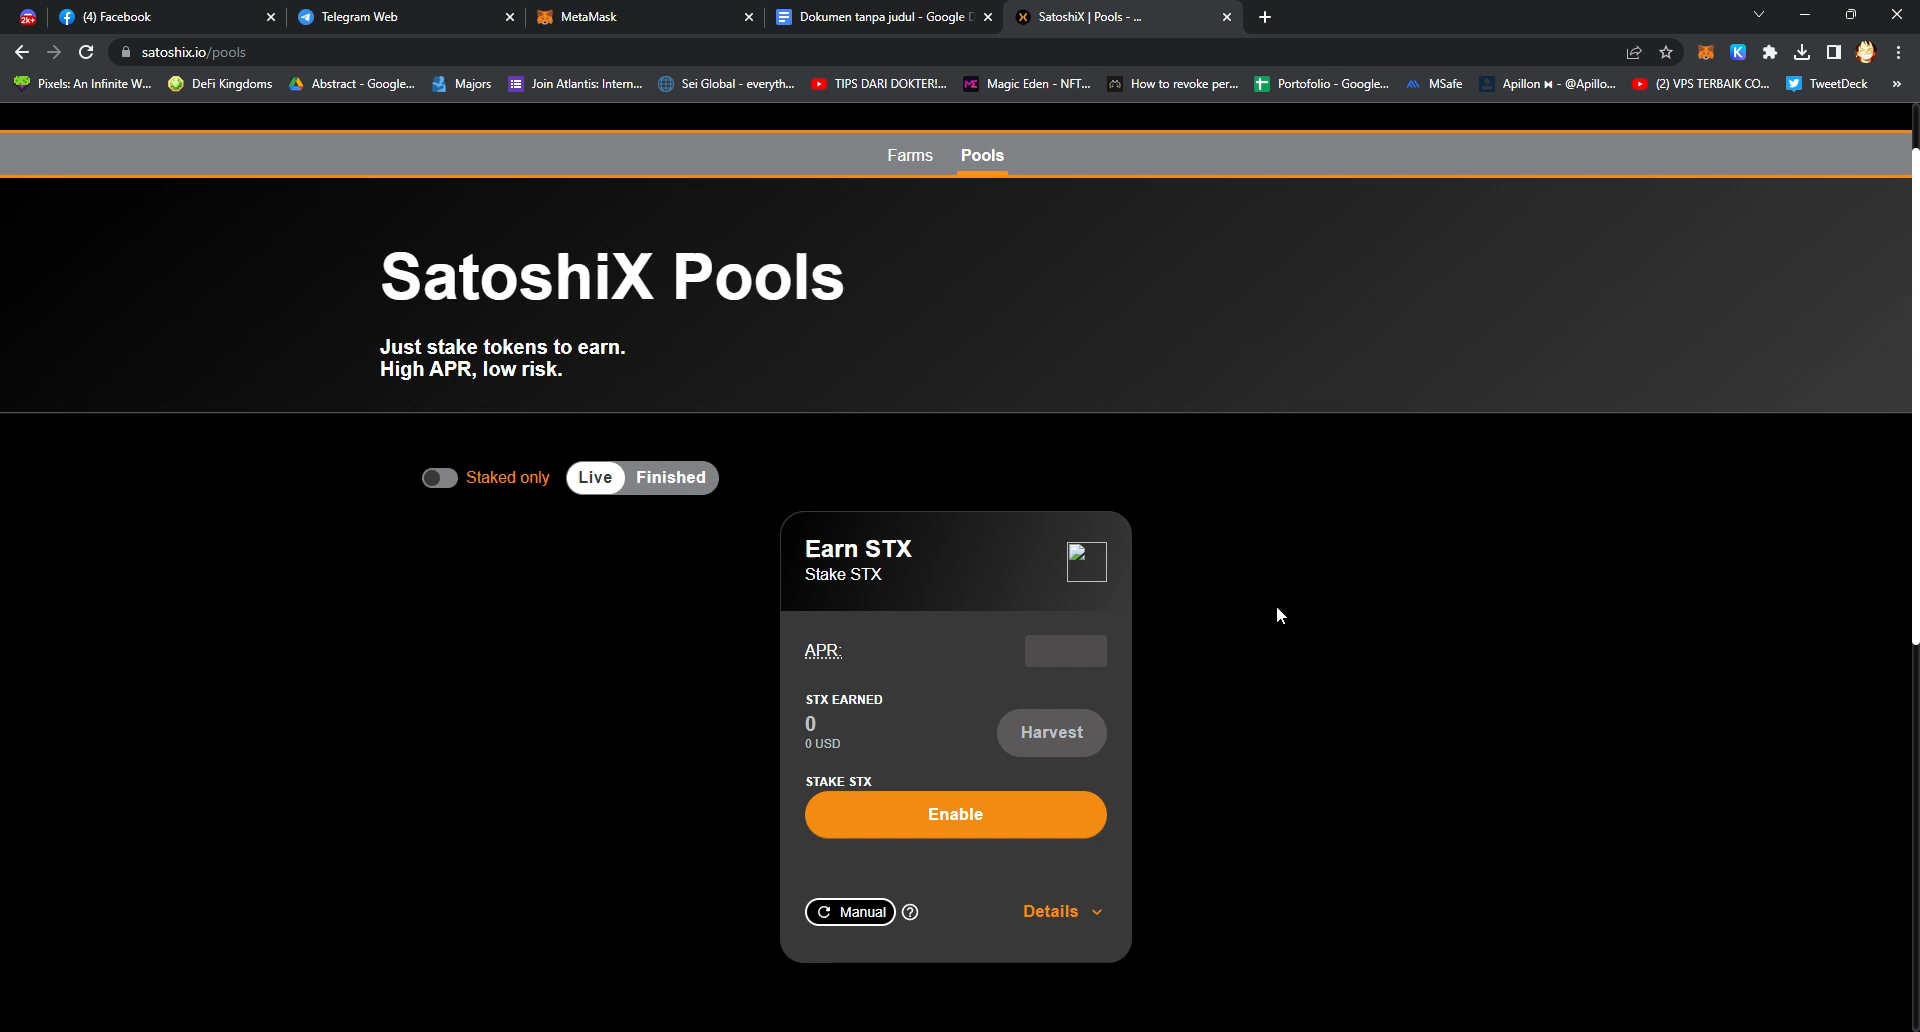 2k+
(4) Facebook
Telegram Web
MetaMask
Dokumen tanpa judul - Google D
SatoshiX | Pools - ...
satoshix.io/pools
Pixels: An Infinite W...
DeFi Kingdoms
Abstract - Google...
Majors
Join Atlantis: Intern...
Sei Global - everyth...
TIPS DARI DOKTER!...
Magic Eden - NFT...
How to revoke per...
Portofolio - Google...
MSafe
Apillon ⧓ - @Apillo...
(2) VPS TERBAIK CO...
TweetDeck
»
Farms
Pools
SatoshiX Pools
Just stake tokens to earn.
High APR, low risk.
Staked only
Live
Finished
Earn STX
Stake STX
APR:
STX EARNED
0
0 USD
Harvest
STAKE STX
Enable
Manual
Details